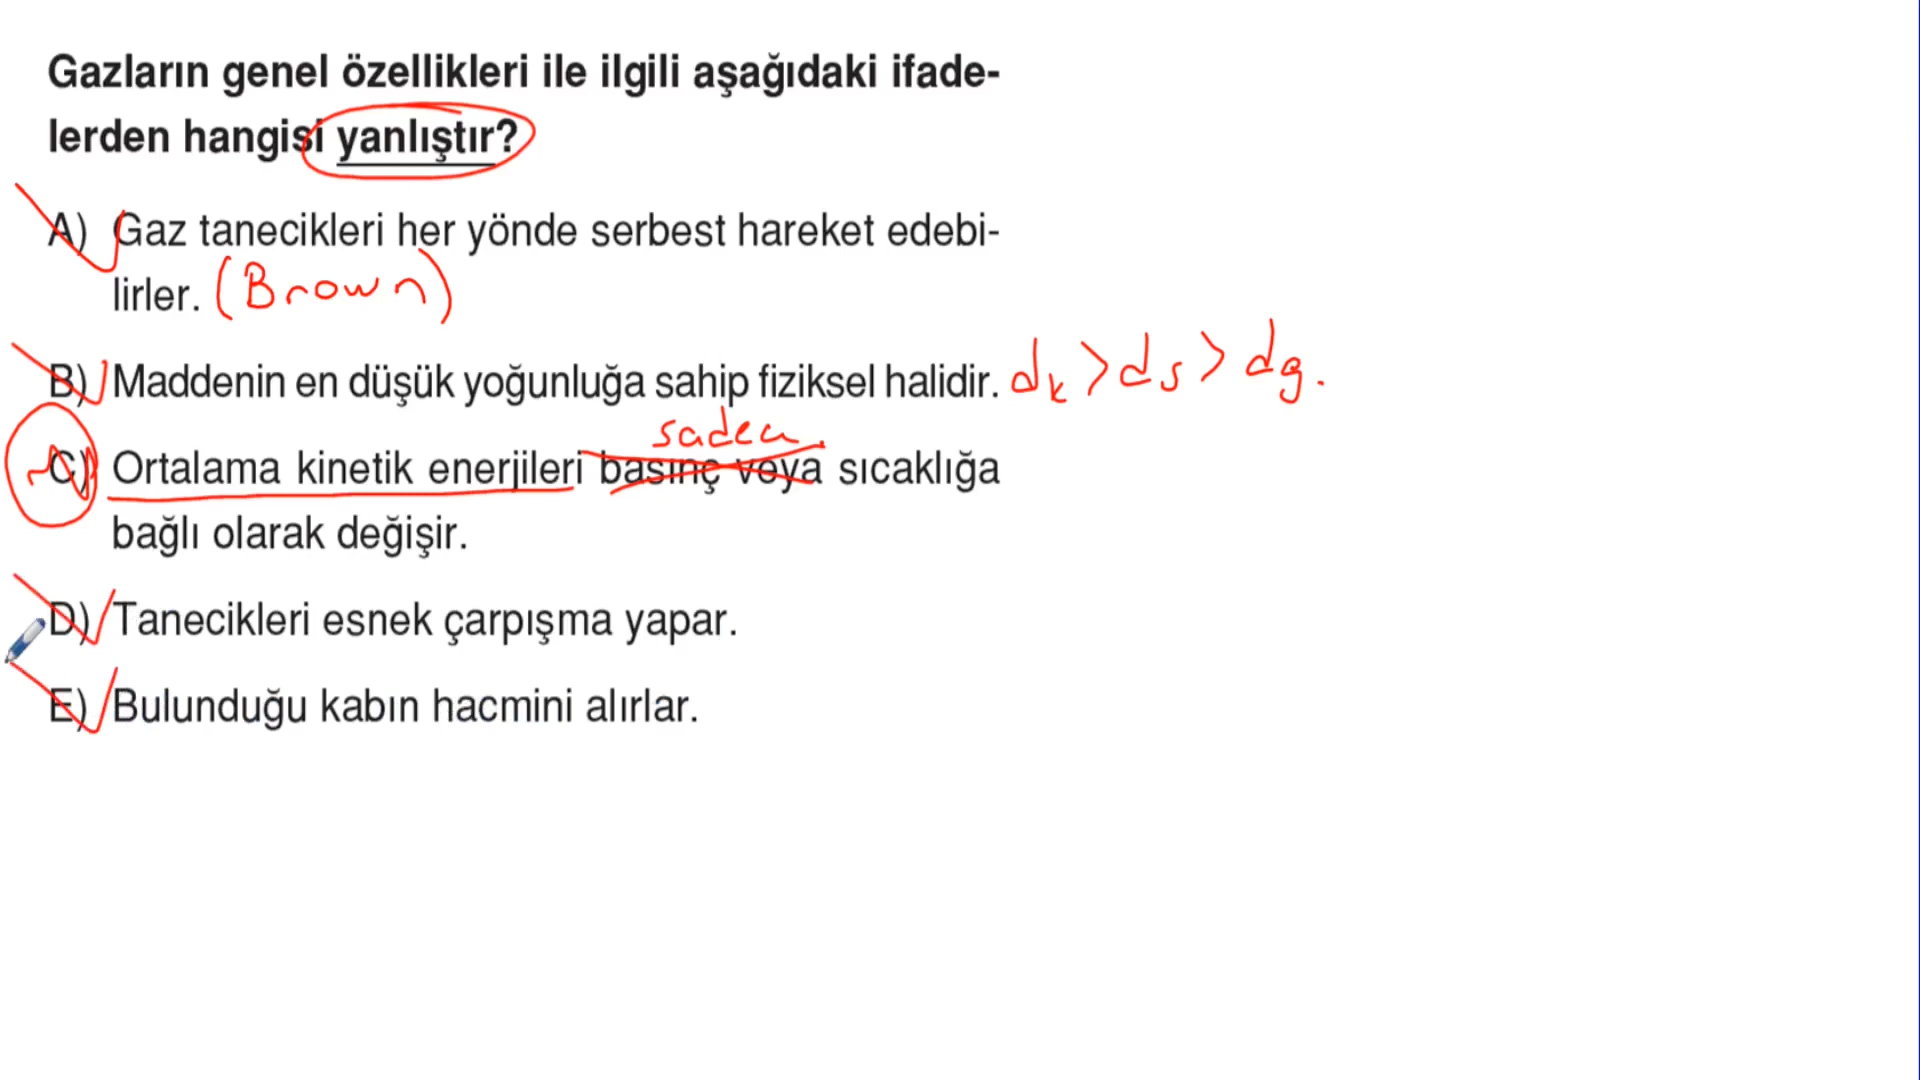 Gazların genel özellikleri ile ilgili aşağıdaki ifade-
lerden hangisi yanlıştır?
A) Gaz tanecikleri her yönde serbest hareket edebi-
lirler. (Brown)
B) Maddenin en düşük yoğunluğa sahip fiziksel halidir. dk > ds > dg.
sadece
C) Ortalama kinetik enerjileri basınç veya sıcaklığa
bağlı olarak değişir.
D) Tanecikleri esnek çarpışma yapar.
E) Bulunduğu kabın hacmini alırlar.